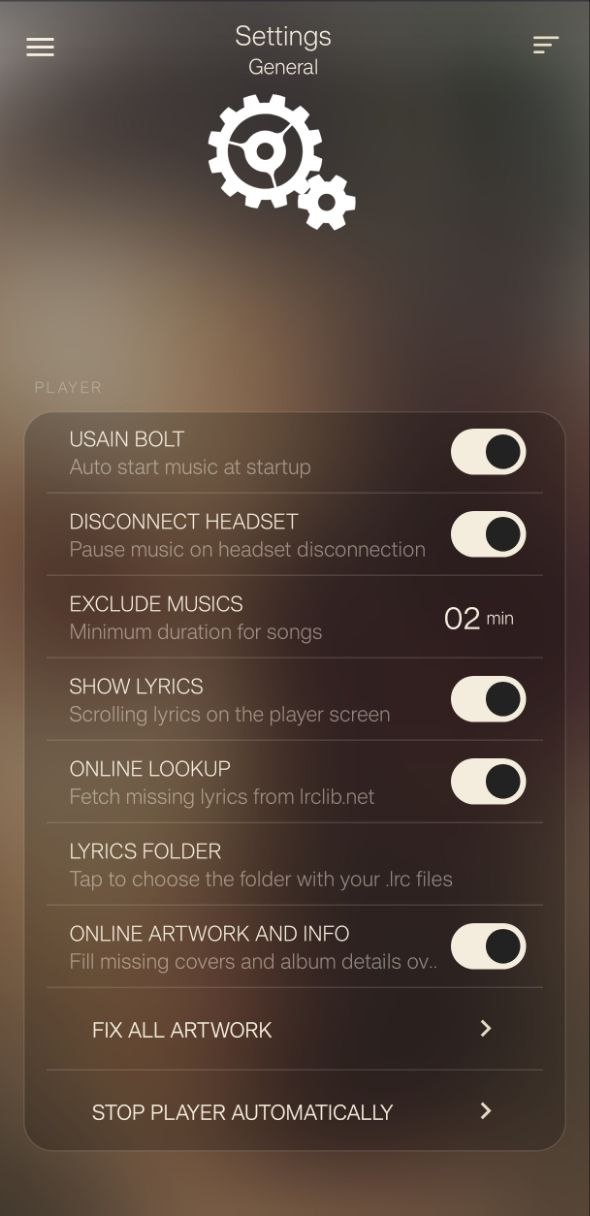 Settings
General
PLAYER
USAIN BOLT
Auto start music at startup
DISCONNECT HEADSET
Pause music on headset disconnection
EXCLUDE MUSICS
Minimum duration for songs
02 min
SHOW LYRICS
Scrolling lyrics on the player screen
ONLINE LOOKUP
Fetch missing lyrics from lrclib.net
LYRICS FOLDER
Tap to choose the folder with your .lrc files
ONLINE ARTWORK AND INFO
Fill missing covers and album details ov..
FIX ALL ARTWORK
STOP PLAYER AUTOMATICALLY